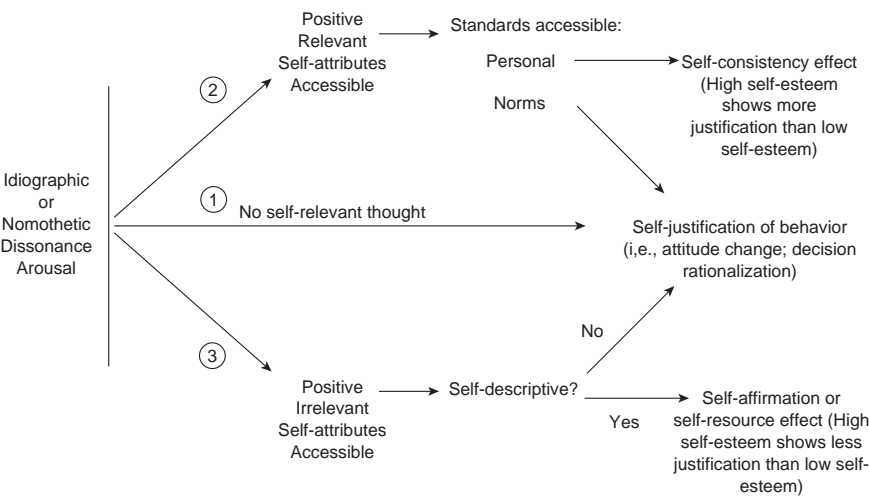 Positive
Relevant
Self-attributes
Accessible
Standards accessible:
Personal
Norms
Self-consistency effect
(High self-esteem
shows more
justification than low
self-esteem)
2
Idiographic
or
Nomothetic
Dissonance
Arousal
1
No self-relevant thought
Self-justification of behavior
(i,e., attitude change; decision
rationalization)
3
Positive
Irrelevant
Self-attributes
Accessible
Self-descriptive?
No
Yes
Self-affirmation or
self-resource effect (High
self-esteem shows less
justification than low self-
esteem)